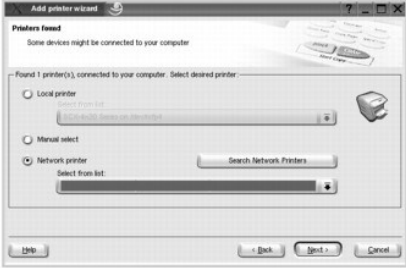 Add printer wizard
Printers found
Some devices might be connected to your computer
Found 1 printer(s), connected to your computer. Select desired printer:
Local printer
Select from list:
Manual select
Network printer
Search Network Printers
Select from list:
Help
< Back
Next >
Cancel